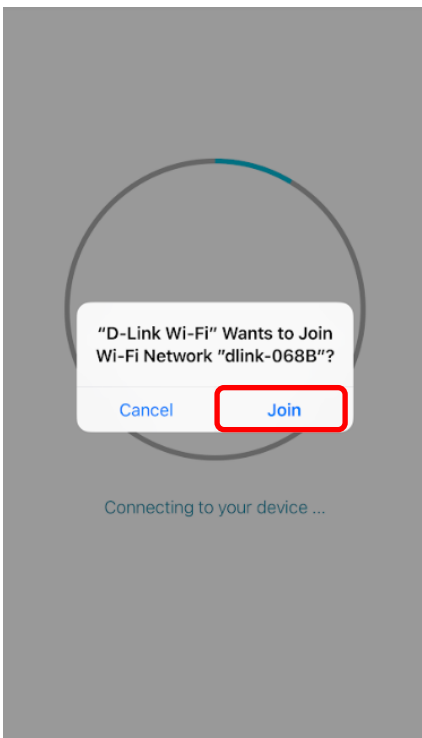 “D-Link Wi-Fi” Wants to Join
Wi-Fi Network “dlink-068B”?
Cancel
Join
Connecting to your device ...